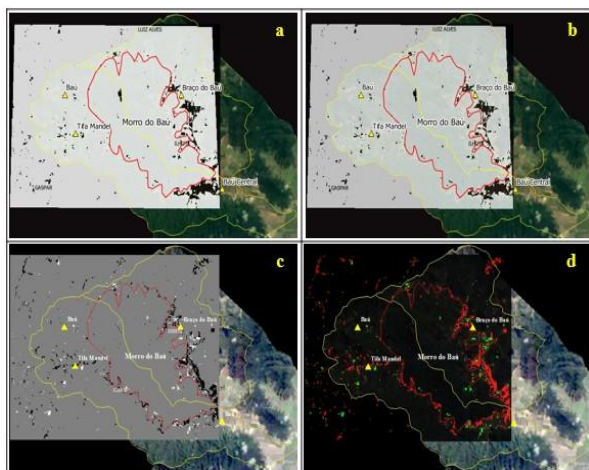 a
LUIZ ALVES
Baú
Braço do Baú
Tifa Mandel
Morro do Baú
ILHOTA
GASPAR
Baú Central
b
LUIZ ALVES
Baú
Braço do Baú
Tifa Mandel
Morro do Baú
GASPAR
Baú Central
c
Baú
Braço do Baú
Tifa Mandel
Morro do Baú
d
Baú
Braço do Baú
Tifa Mandel
Morro do Baú